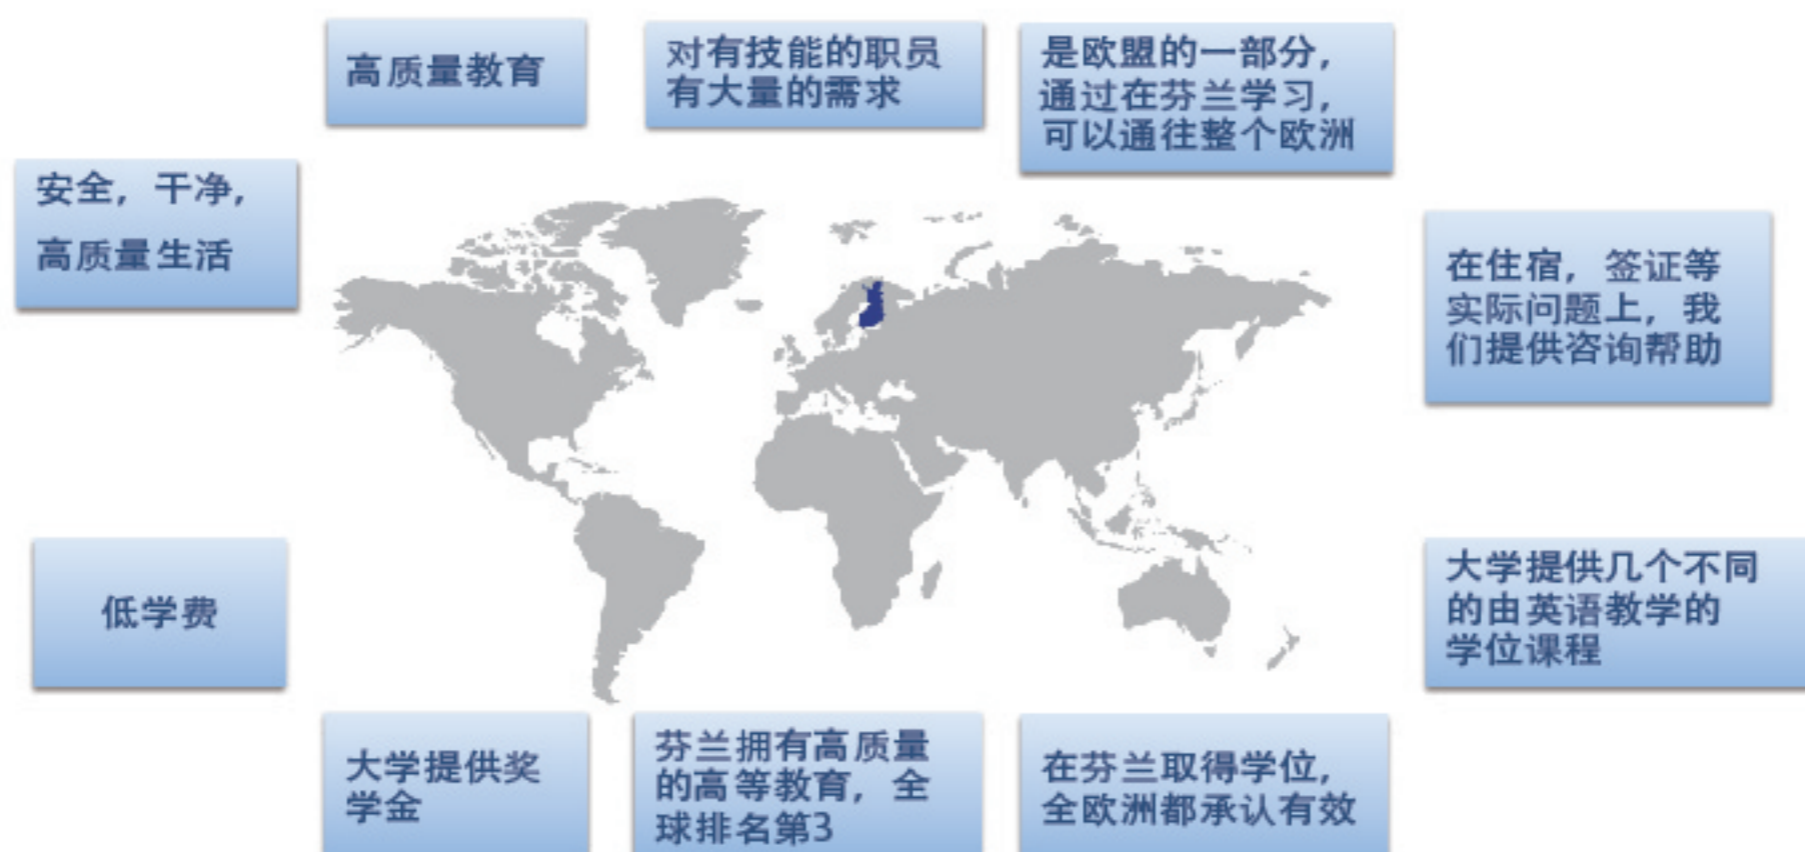 高质量教育
对有技能的职员
有大量的需求
是欧盟的一部分，
通过在芬兰学习，
可以通往整个欧洲
安全，干净，
高质量生活
在住宿，签证等
实际问题上，我
们提供咨询帮助
低学费
大学提供几个不同
的由英语教学的
学位课程
大学提供奖
学金
芬兰拥有高质量
的高等教育，全
球排名第3
在芬兰取得学位，
全欧洲都承认有效